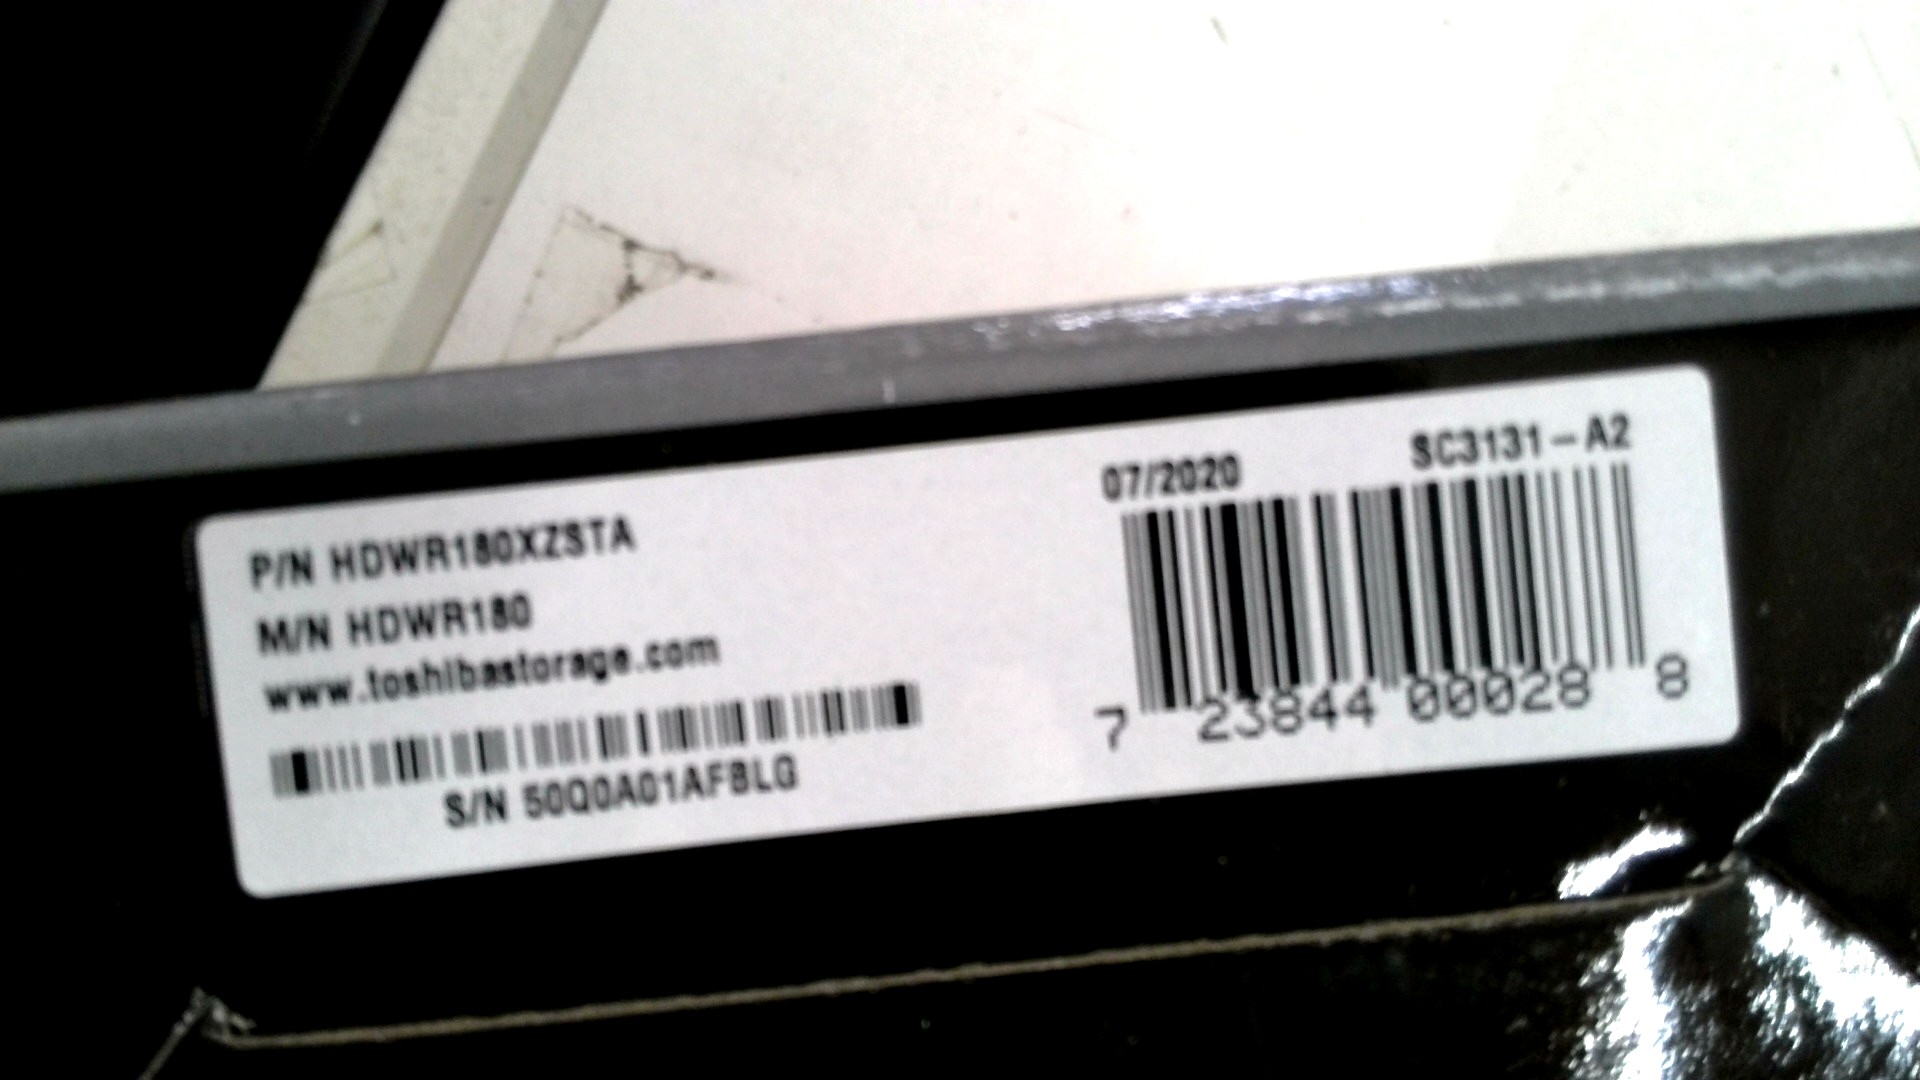 P/N HDWR180XZSTA
M/N HDWR180
www.toshibastorage.com
S/N 50Q0A01AFBLG
07/2020
SC3131-A2
7 23844 00028 8